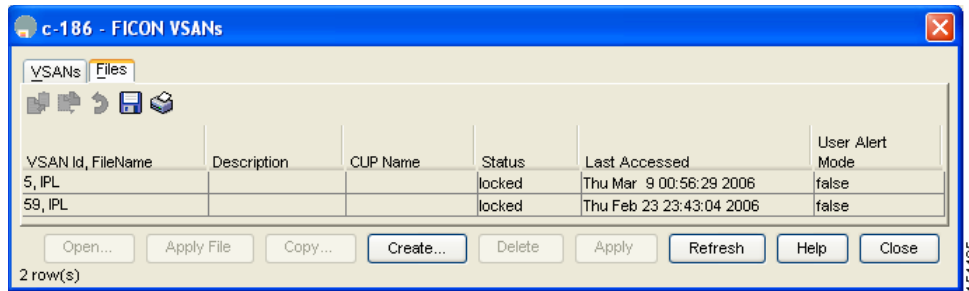 c-186 - FICON VSANs
VSANs Files
User Alert
VSAN Id, FileName Description CUP Name Status Last Accessed Mode
5, IPL locked Thu Mar 9 00:56:29 2006 false
59, IPL locked Thu Feb 23 23:43:04 2006 false
Open... Apply File Copy... Create... Delete Apply Refresh Help Close
2 row(s)